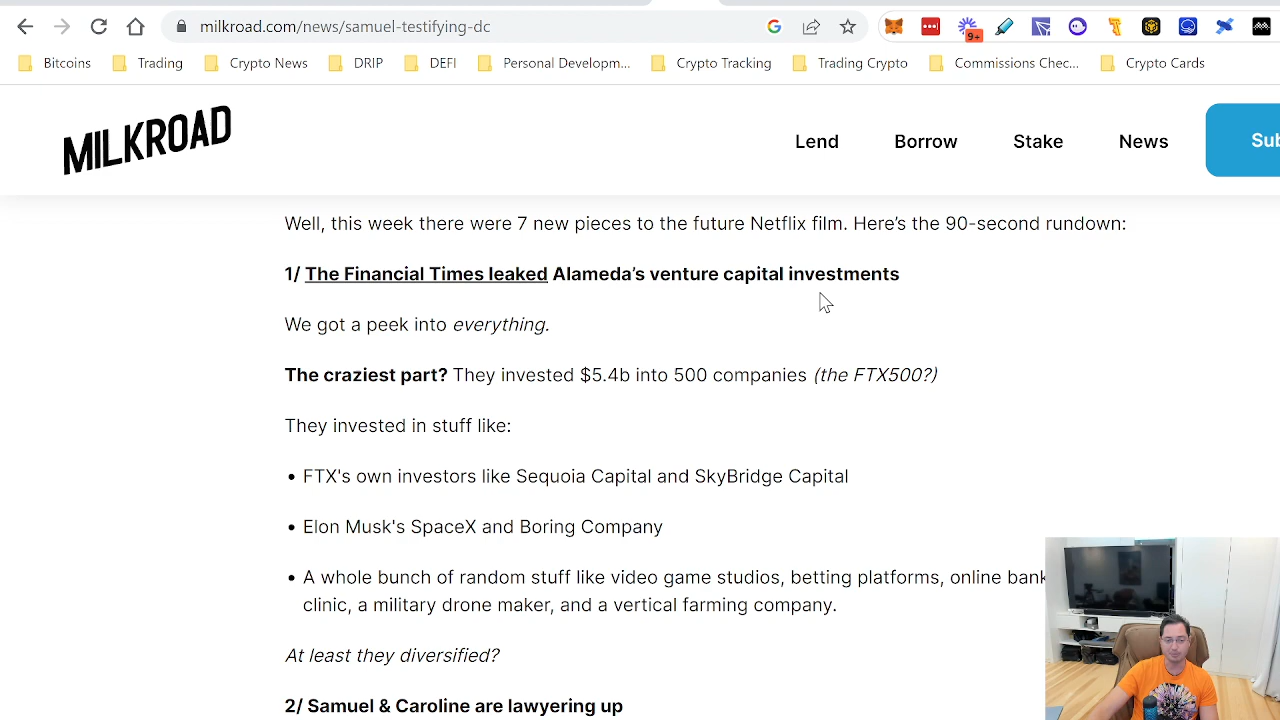 milkroad.com/news/samuel-testifying-dc
9+
Bitcoins Trading Crypto News DRIP DEFI Personal Developm... Crypto Tracking Trading Crypto Commissions Chec... Crypto Cards
MILKROAD
Lend Borrow Stake News Sub
Well, this week there were 7 new pieces to the future Netflix film. Here's the 90-second rundown:
1/ The Financial Times leaked Alameda's venture capital investments
We got a peek into everything.
The craziest part? They invested $5.4b into 500 companies (the FTX500?)
They invested in stuff like:
• FTX's own investors like Sequoia Capital and SkyBridge Capital
• Elon Musk's SpaceX and Boring Company
• A whole bunch of random stuff like video game studios, betting platforms, online bank
clinic, a military drone maker, and a vertical farming company.
At least they diversified?
2/ Samuel & Caroline are lawyering up